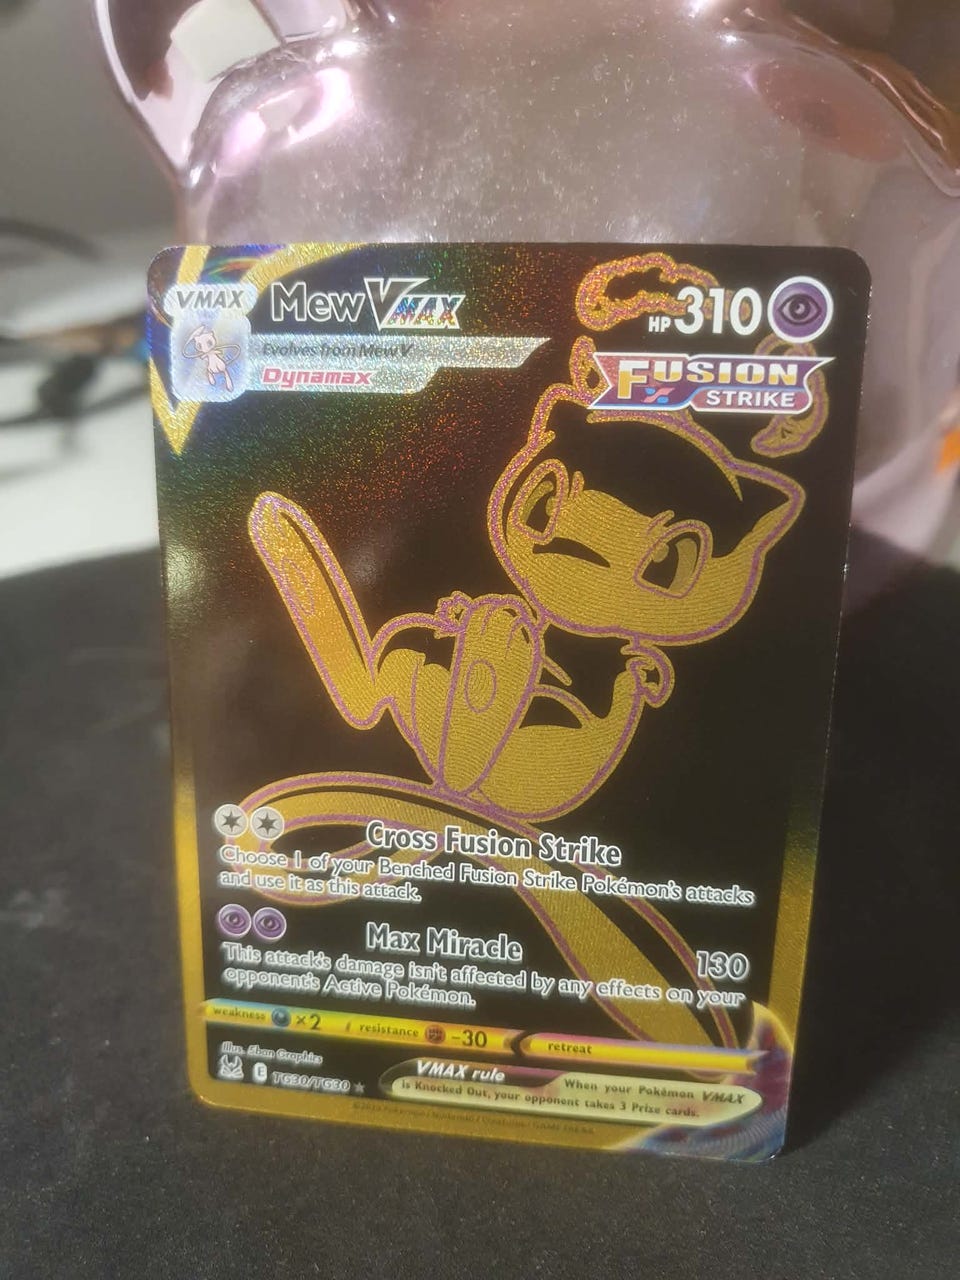 VMAX
Mew VMAX
HP 310
Evolves from Mew V
Dynamax
FUSION
STRIKE
Cross Fusion Strike
Choose 1 of your Benched Fusion Strike Pokémon's attacks
and use it as this attack.
Max Miracle 130
This attack's damage isn't affected by any effects on your
opponent's Active Pokémon.
weakness ×2 resistance -30 retreat
Illus. 5ban Graphics
E TG30/TG30 ★
VMAX rule When your Pokémon VMAX
is Knocked Out, your opponent takes 3 Prize cards.